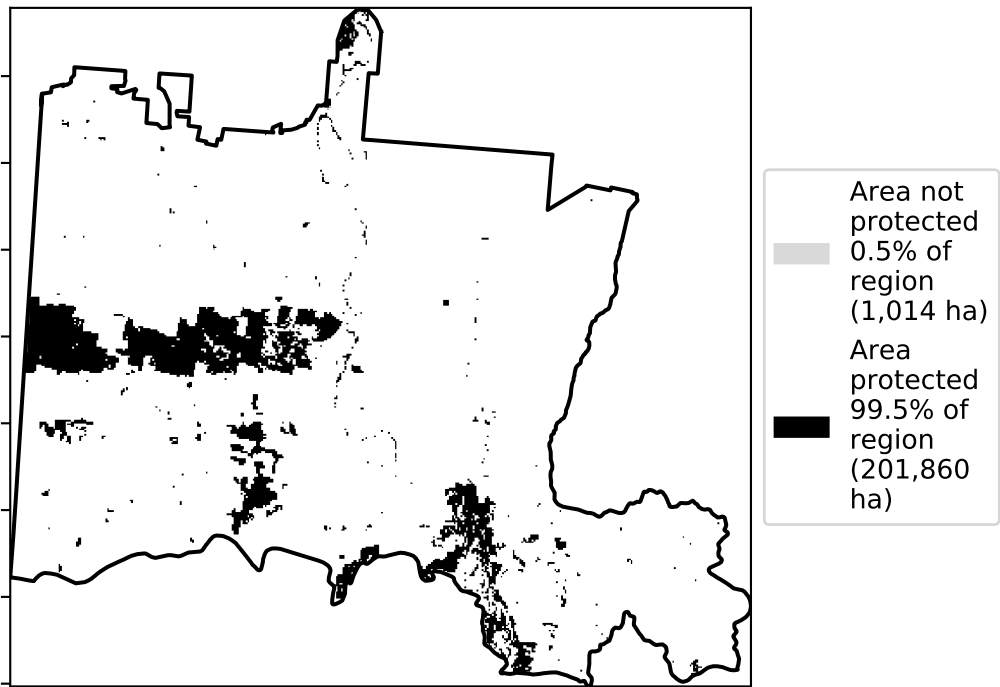 Area not
protected
0.5% of
region
(1,014 ha)
Area
protected
99.5% of
region
(201,860
ha)